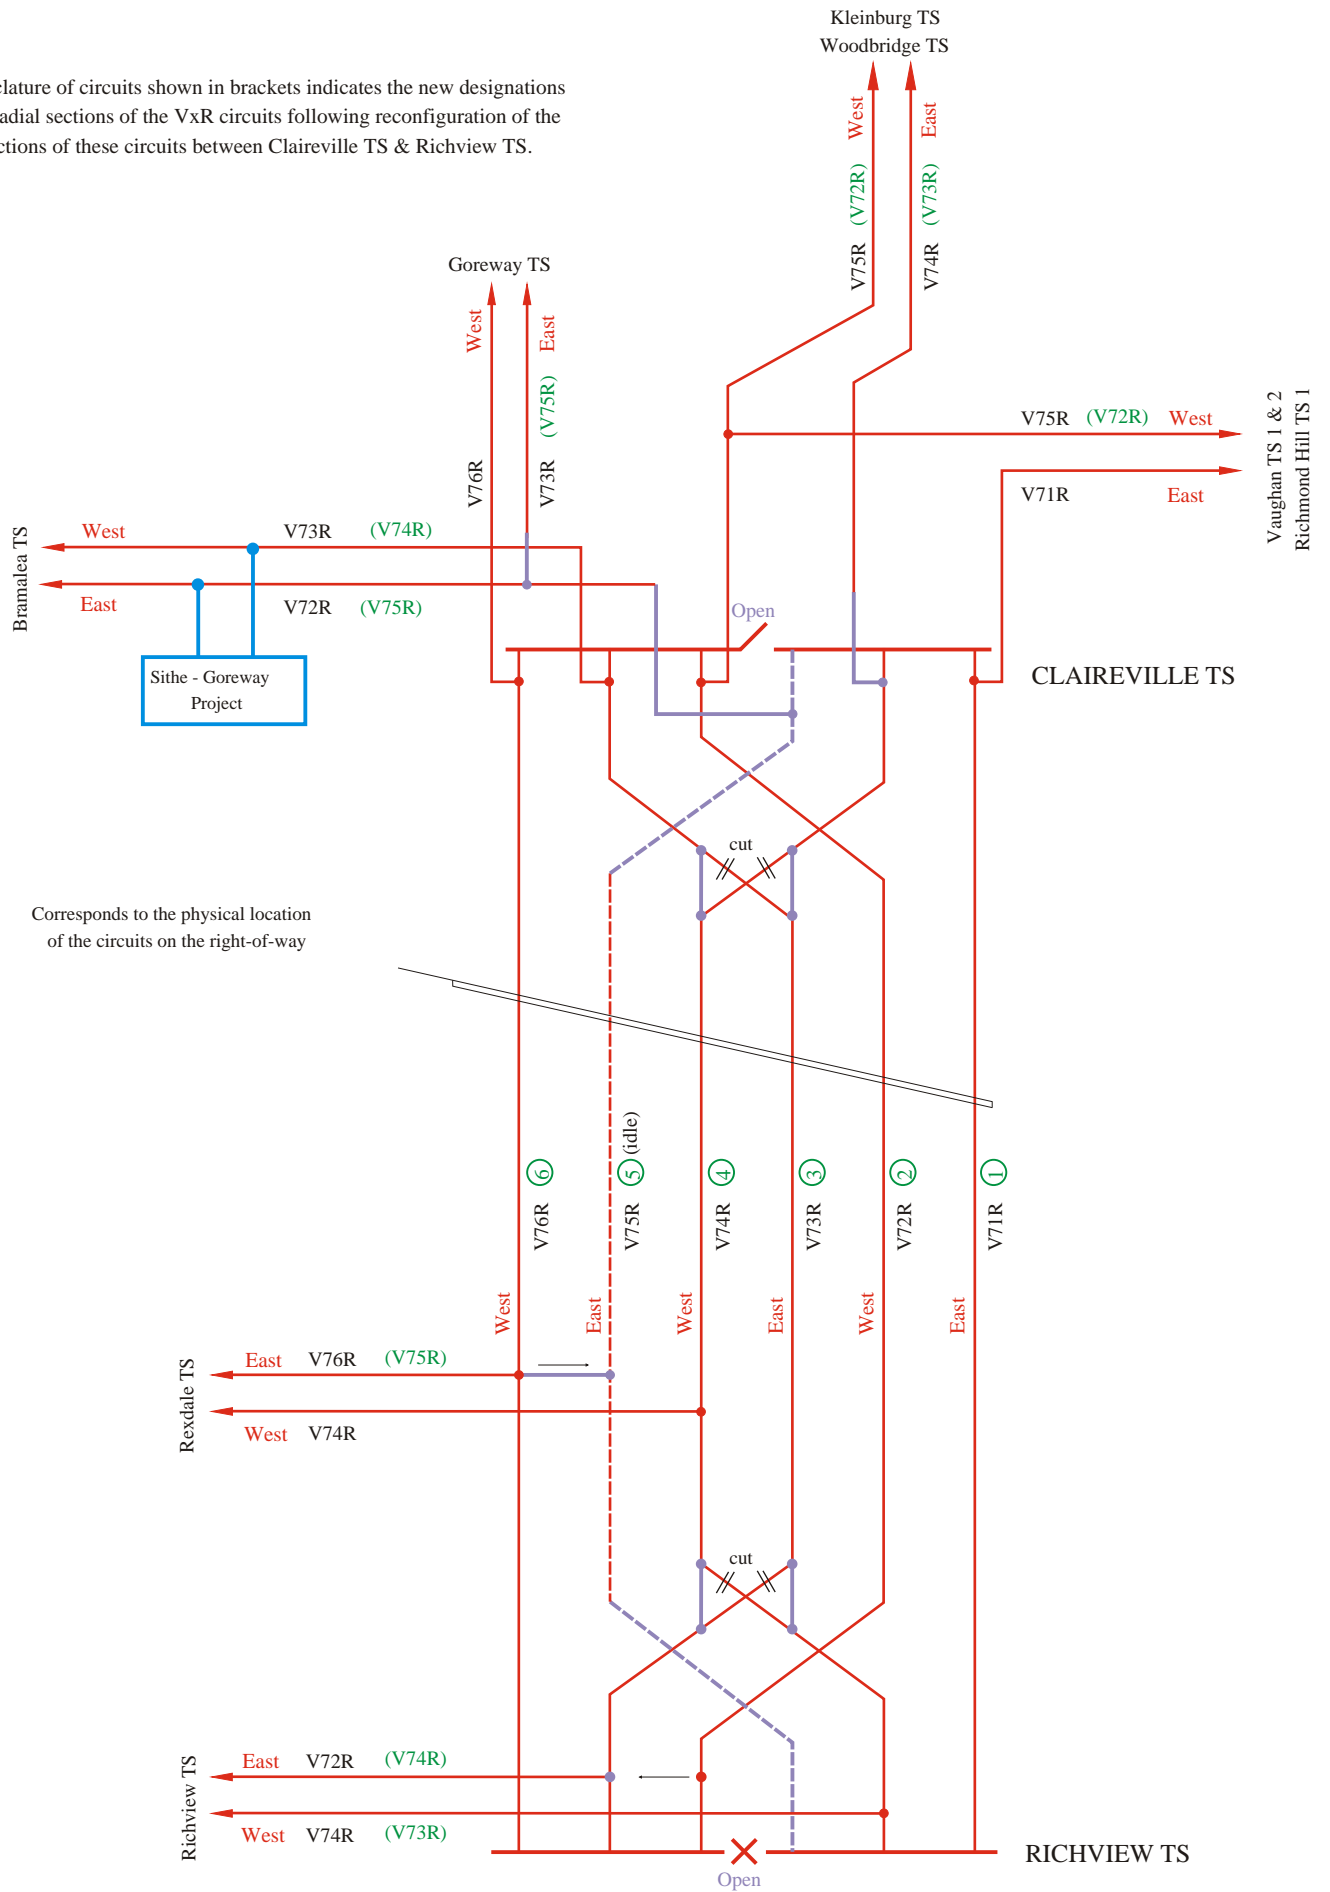 Kleinburg TS
Woodbridge TS
clature of circuits shown in brackets indicates the new designations
adial sections of the VxR circuits following reconfiguration of the
ctions of these circuits between Claireville TS & Richview TS.
West
East
(V72R)
(V73R)
V75R
V74R
Goreway TS
West
East
(V75R)
V76R
V73R
V75R (V72R) West
V71R East
Vaughan TS 1 & 2
Richmond Hill TS 1
Bramalea TS
West V73R (V74R)
East V72R (V75R)
Sithe - Goreway
Project
Open
CLAIREVILLE TS
cut
Corresponds to the physical location
of the circuits on the right-of-way
V76R 6
V75R 5 (idle)
V74R 4
V73R 3
V72R 2
V71R 1
West
East
West
East
West
East
Rexdale TS
East V76R (V75R)
West V74R
cut
Richview TS
East V72R (V74R)
West V74R (V73R)
RICHVIEW TS
Open